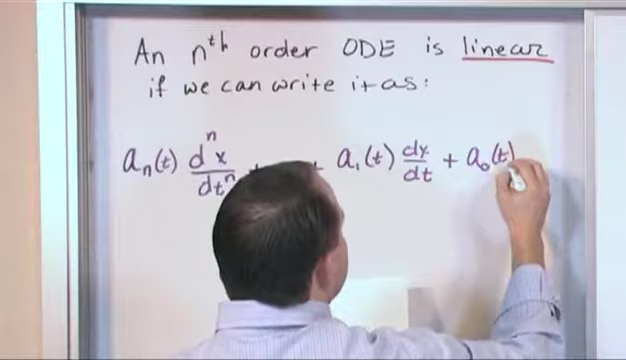 An nth order ODE is linear
if we can write it as:
aₙ(t) dⁿx/dtⁿ + + a₁(t) dx/dt + a₀(t)